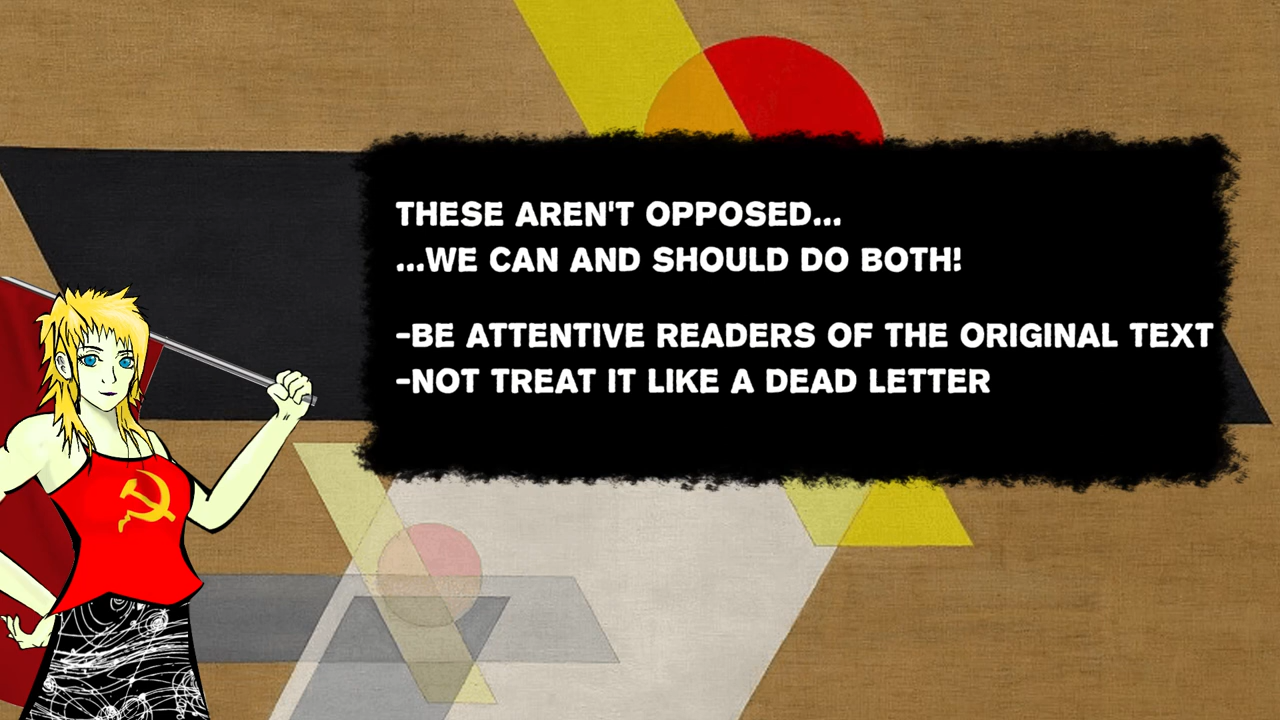 THESE AREN'T OPPOSED...
...WE CAN AND SHOULD DO BOTH!
-BE ATTENTIVE READERS OF THE ORIGINAL TEXT
-NOT TREAT IT LIKE A DEAD LETTER